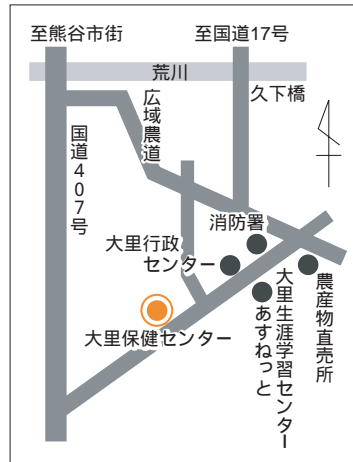 至熊谷市街
至国道17号
荒川
久下橋
広域農道
国道407号
消防署
大里行政
センター
大里保健センター
農産物直売所
大里生涯学習センター
あすねっと